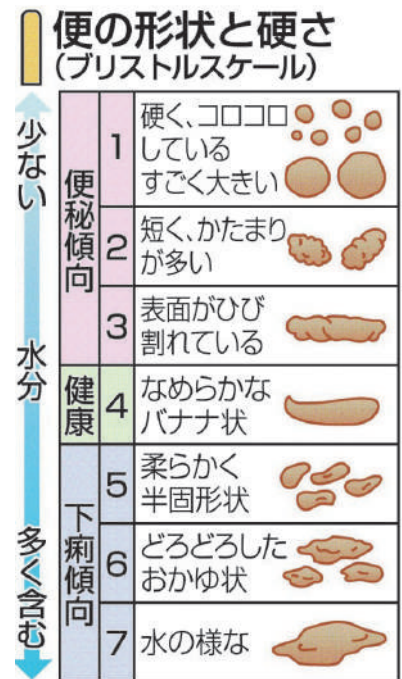 便の形状と硬さ
(ブリストルスケール)
少ない
水分
多く含む
便秘傾向
1
硬く、コロコロ
している
すごく大きい
2
短く、かたまり
が多い
3
表面がひび
割れている
健康
4
なめらかな
バナナ状
下痢傾向
5
柔らかく
半固形状
6
どろどろした
おかゆ状
7
水の様な